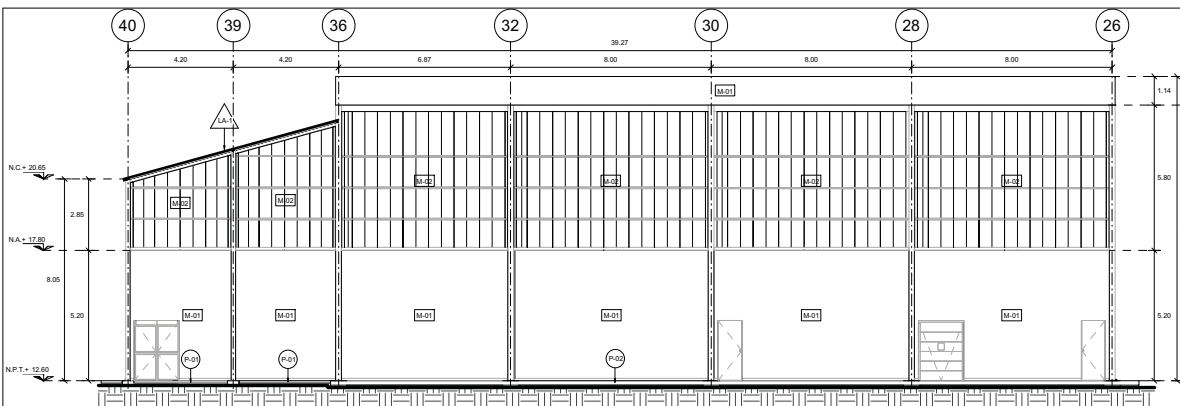 40 39 36 32 30 28 26
39.27
4.20 4.20 6.87 8.00 8.00 8.00
1.14
M-01
LA-1
N.C.+ 20.65
M-02 M-02 M-02 M-02 M-02 M-02
5.80
2.85
N.A.+ 17.80
8.05
5.20
M-01 M-01 M-01 M-01 M-01 M-01
5.20
P-01 P-01 P-02
N.P.T.+ 12.60